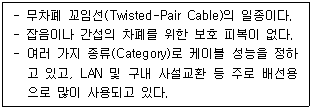 - 무차폐 꼬임선(Twisted-Pair Cable)의 일종이다.
- 잡음이나 간섭의 차폐를 위한 보호 피복이 없다.
- 여러 가지 종류(Category)로 케이블 성능을 정하
고 있고, LAN 및 구내 사설교환 등 주로 배선용
으로 많이 사용되고 있다.